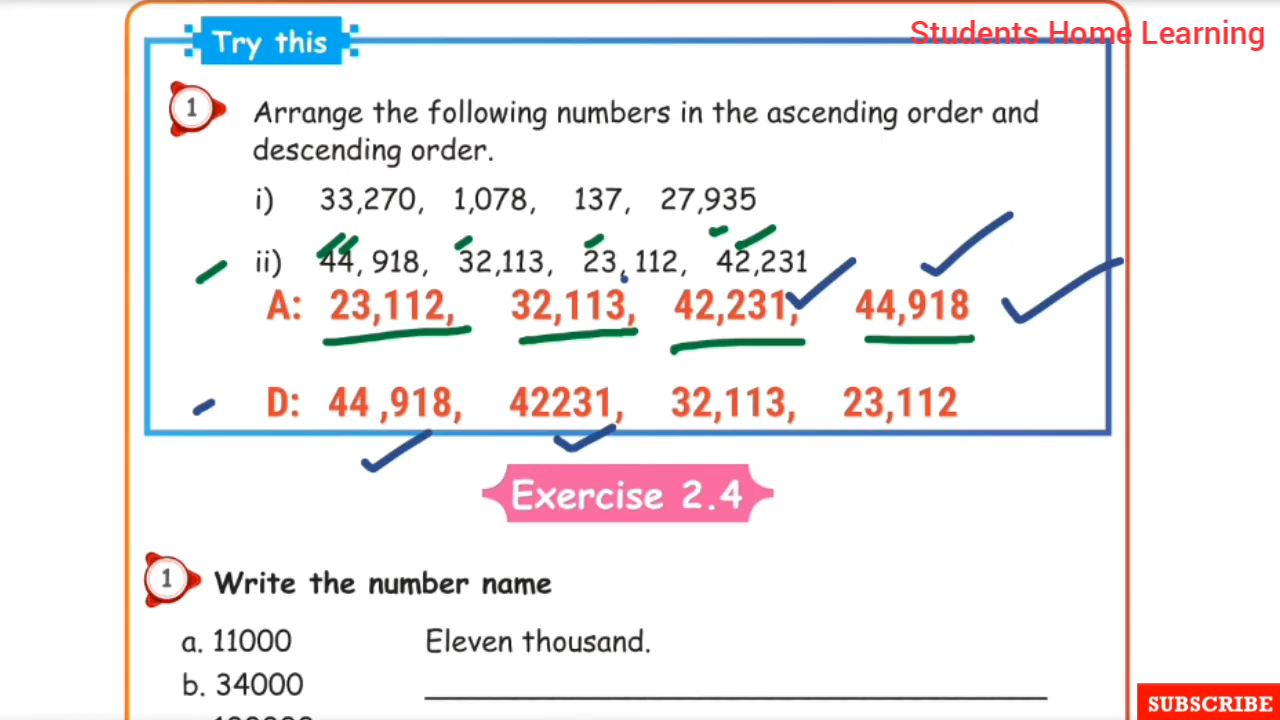 Students Home Learning
Try this
1 Arrange the following numbers in the ascending order and
descending order.
i) 33,270, 1,078, 137, 27,935
ii) 44, 918, 32,113, 23, 112, 42,231
A: 23,112, 32,113, 42,231, 44,918
D: 44 ,918, 42231, 32,113, 23,112
Exercise 2.4
1 Write the number name
a. 11000 Eleven thousand.
b. 34000
SUBSCRIBE